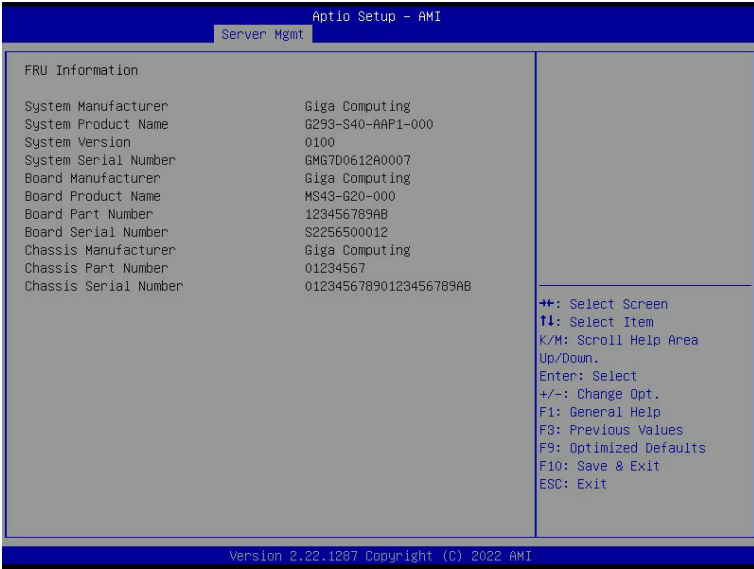 Aptio Setup - AMI
Server Mgmt
FRU Information
System Manufacturer Giga Computing
System Product Name G293-S40-AAP1-000
System Version 0100
System Serial Number GMG7D0612A0007
Board Manufacturer Giga Computing
Board Product Name MS43-G20-000
Board Part Number 123456789AB
Board Serial Number S2256500012
Chassis Manufacturer Giga Computing
Chassis Part Number 01234567
Chassis Serial Number 01234567890123456789AB
→←: Select Screen
↑↓: Select Item
K/M: Scroll Help Area
Up/Down.
Enter: Select
+/-: Change Opt.
F1: General Help
F3: Previous Values
F9: Optimized Defaults
F10: Save & Exit
ESC: Exit
Version 2.22.1287 Copyright (C) 2022 AMI